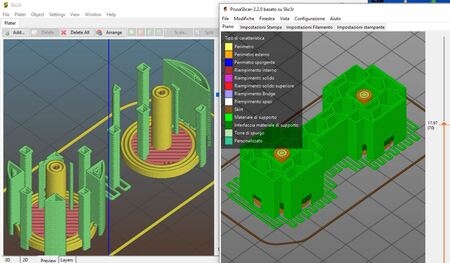 Slic3r
File Plater Object Settings View Window Help
Plater
Add... Delete Delete All Arrange Scale...
3D 2D Preview Layers
PrusaSlicer-2.2.0 basato su Slic3r
File Modifica Finestra Vista Configurazione Aiuto
Piano Impostazioni Stampa Impostazioni Filamento Impostazioni stampante
Tipo di caratteristica
Perimetro
Perimetro esterno
Perimetro sporgente
Riempimento interno
Riempimento solido
Riempimento solido superiore
Riempimento Bridge
Riempimento spazi
Skirt
Materiale di supporto
Interfaccia materiale di supporto
Torre di spurgo
Personalizzato
17,97
(70)